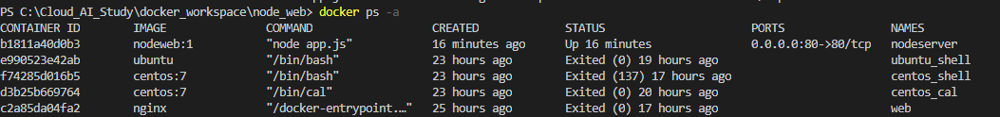 PS C:\Cloud_AI_Study\docker_workspace\node_web> docker ps -a
CONTAINER ID   IMAGE       COMMAND                  CREATED          STATUS                      PORTS                NAMES
b1811a40d0b3   nodeweb:1   "node app.js"            16 minutes ago   Up 16 minutes               0.0.0.0:80->80/tcp   nodeserver
e990523e42ab   ubuntu      "/bin/bash"              23 hours ago     Exited (0) 19 hours ago                          ubuntu_shell
f74285d016b5   centos:7    "/bin/bash"              23 hours ago     Exited (137) 17 hours ago                        centos_shell
d3b25b669764   centos:7    "/bin/cal"               23 hours ago     Exited (0) 20 hours ago                          centos_cal
c2a85da04fa2   nginx       "/docker-entrypoint.…"   25 hours ago     Exited (0) 17 hours ago                          web